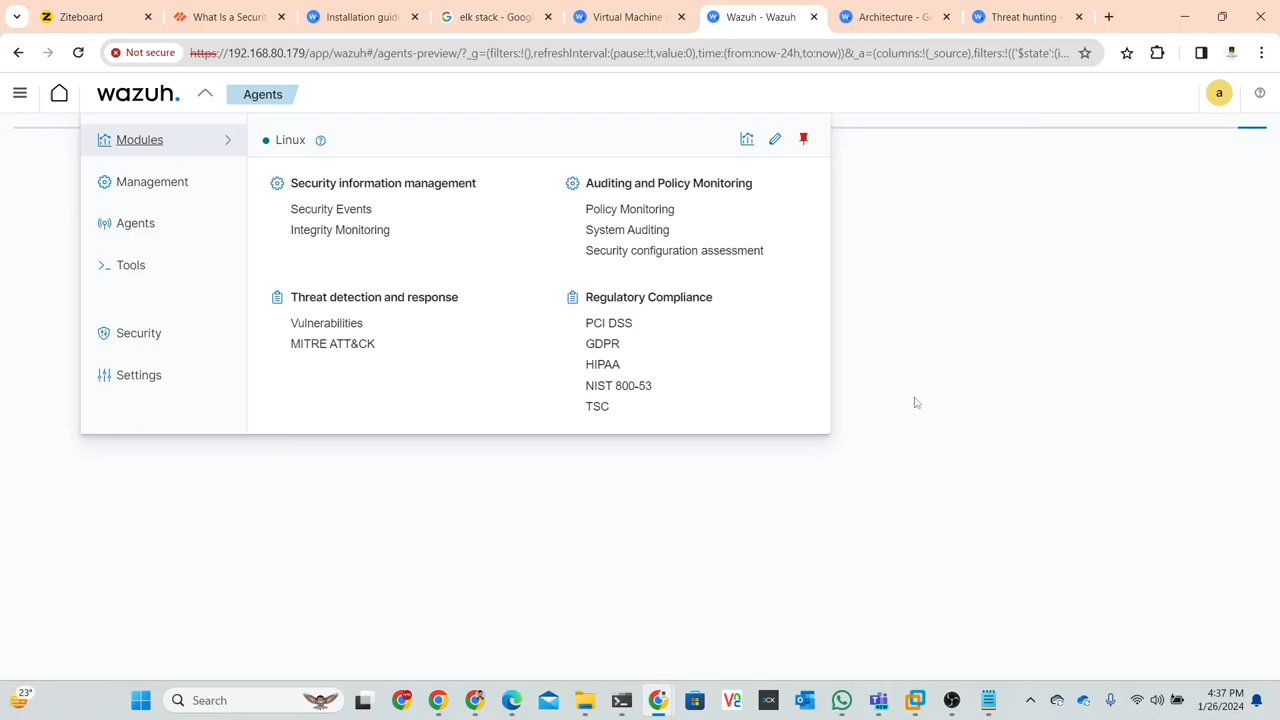 Ziteboard
What Is a Securit
Installation guide
elk stack - Goog
Virtual Machine
Wazuh - Wazuh
Architecture - Ge
Threat hunting -
Not secure
https://192.168.80.179/app/wazuh#/agents-preview/?_g=(filters:!(),refreshInterval:(pause:!t,value:0),time:(from:now-24h,to:now))&_a=(columns:!(_source),filters:!(('$state':(i...
wazuh.
Agents
a
Modules
Management
Agents
Tools
Security
Settings
Linux
Security information management
Security Events
Integrity Monitoring
Auditing and Policy Monitoring
Policy Monitoring
System Auditing
Security configuration assessment
Threat detection and response
Vulnerabilities
MITRE ATT&CK
Regulatory Compliance
PCI DSS
GDPR
HIPAA
NIST 800-53
TSC
23°
Search
4:37 PM
1/26/2024